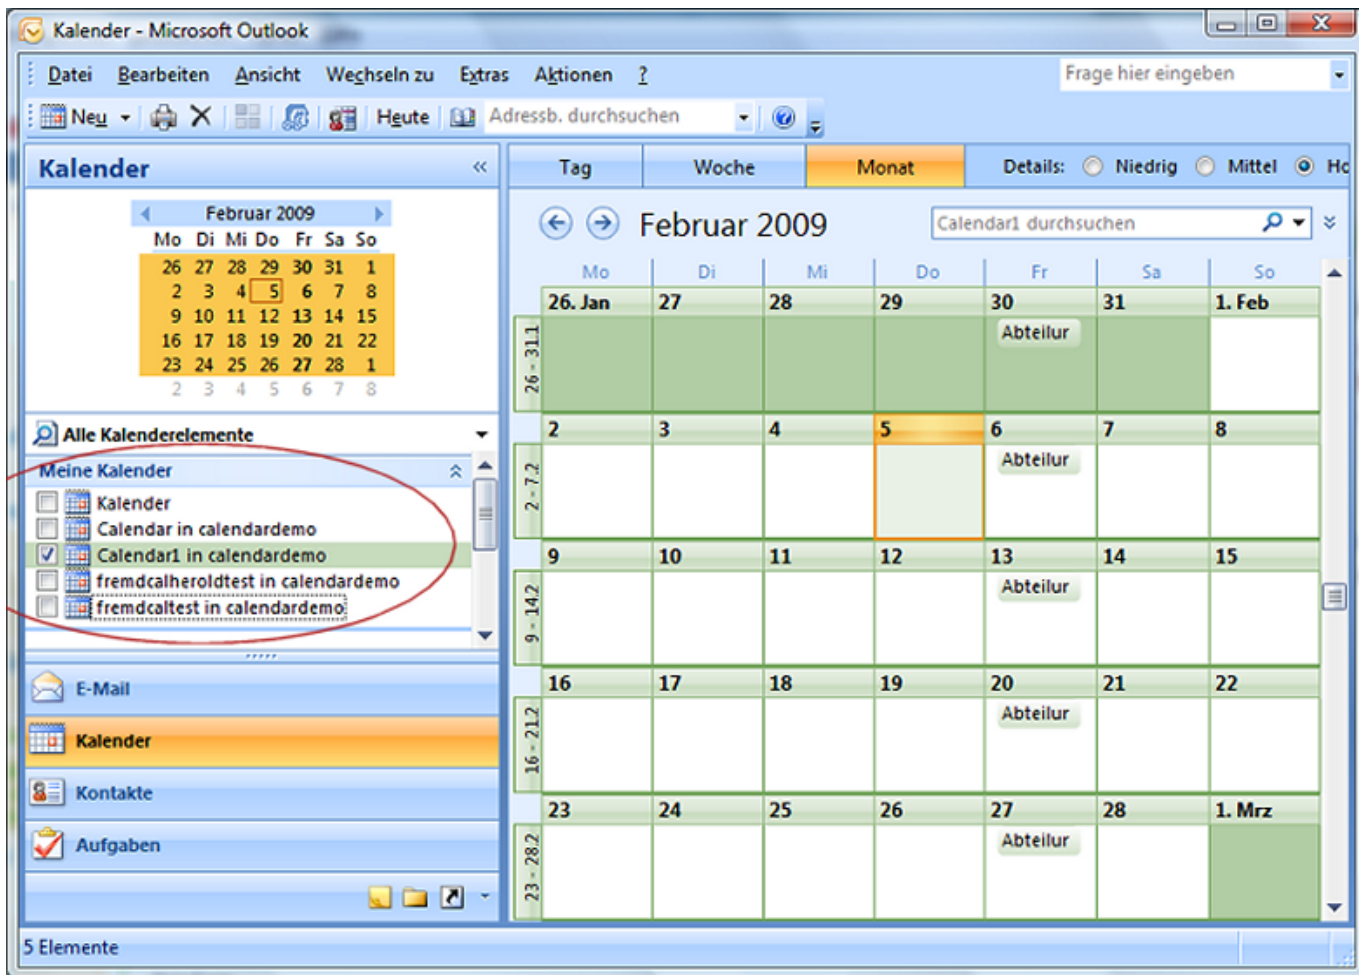 Kalender - Microsoft Outlook
Datei Bearbeiten Ansicht Wechseln zu Extras Aktionen ? Frage hier eingeben
Neu Heute Adressb. durchsuchen
Kalender «
Februar 2009
Mo Di Mi Do Fr Sa So
26 27 28 29 30 31 1
2 3 4 5 6 7 8
9 10 11 12 13 14 15
16 17 18 19 20 21 22
23 24 25 26 27 28 1
2 3 4 5 6 7 8
Alle Kalenderelemente
Meine Kalender
Kalender
Calendar in calendardemo
Calendar1 in calendardemo
fremdcalheroldtest in calendardemo
fremdcaltest in calendardemo
E-Mail
Kalender
Kontakte
Aufgaben
Tag Woche Monat Details: Niedrig Mittel Ho
Februar 2009 Calendar1 durchsuchen
Mo Di Mi Do Fr Sa So
26. Jan 27 28 29 30 31 1. Feb
26 - 31.1 Abteilur
2 3 4 5 6 7 8
2 - 7.2 Abteilur
9 10 11 12 13 14 15
9 - 14.2 Abteilur
16 17 18 19 20 21 22
16 - 21.2 Abteilur
23 24 25 26 27 28 1. Mrz
23 - 28.2 Abteilur
5 Elemente